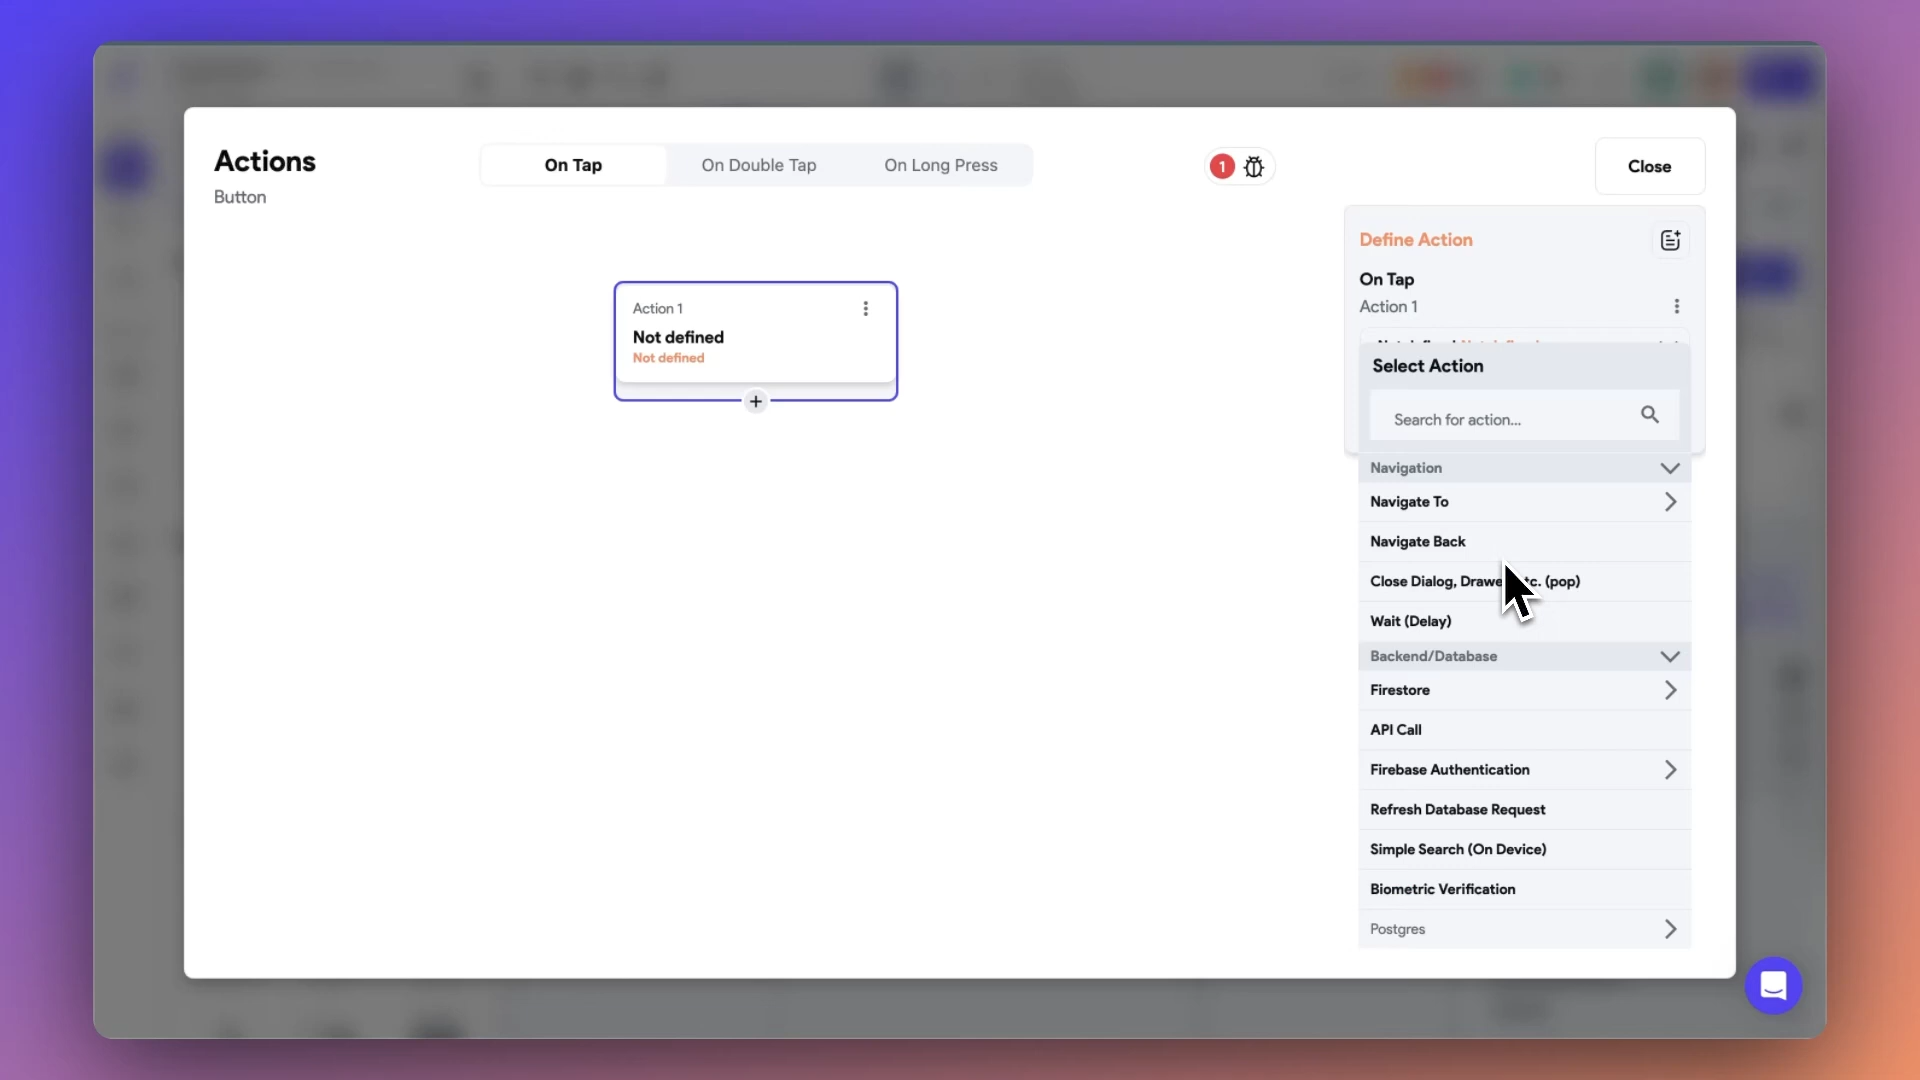 Actions
Button
On Tap
On Double Tap
On Long Press
1
Close
Define Action
On Tap
Action 1
Action 1
Not defined
Not defined
Select Action
Search for action...
Navigation
Navigate To
Navigate Back
Close Dialog, Drawe tc. (pop)
Wait (Delay)
Backend/Database
Firestore
API Call
Firebase Authentication
Refresh Database Request
Simple Search (On Device)
Biometric Verification
Postgres